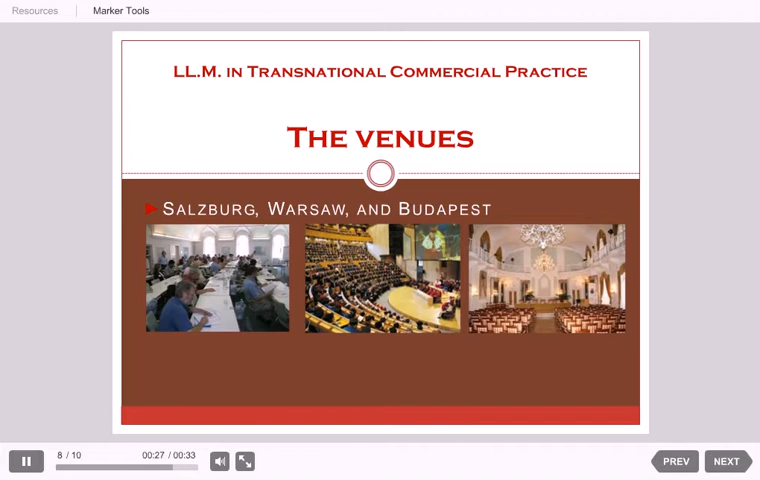 Resources
Marker Tools
LL.M. IN TRANSNATIONAL COMMERCIAL PRACTICE
THE VENUES
SALZBURG, WARSAW, AND BUDAPEST
8 / 10
00:27 / 00:33
PREV
NEXT